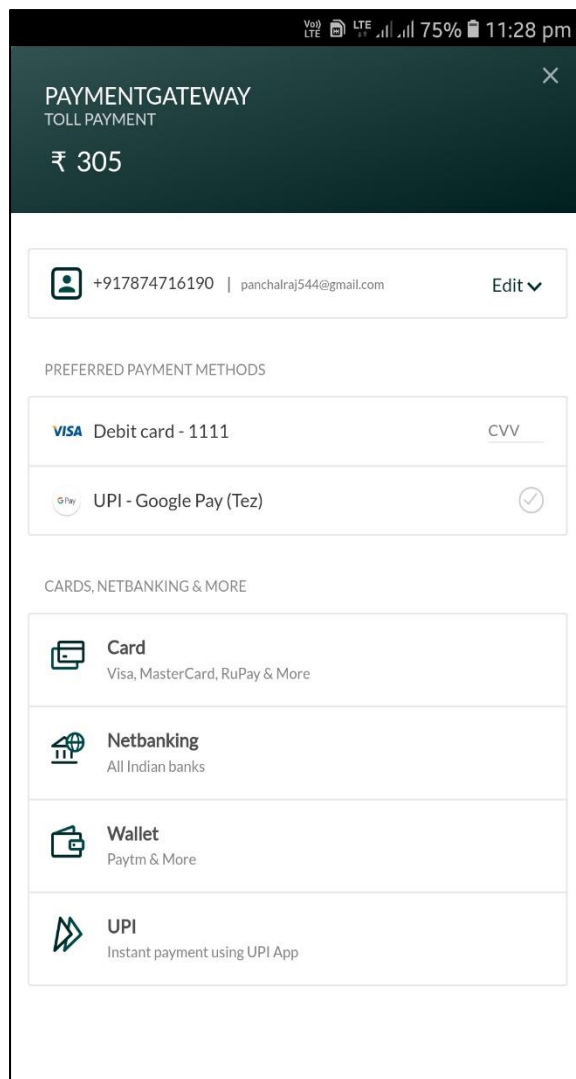 Vo)) LTE LTE 75% 11:28 pm
PAYMENTGATEWAY
TOLL PAYMENT
₹ 305
+917874716190 | panchalraj544@gmail.com Edit
PREFERRED PAYMENT METHODS
VISA Debit card - 1111 CVV
G Pay UPI - Google Pay (Tez)
CARDS, NETBANKING & MORE
Card
Visa, MasterCard, RuPay & More
Netbanking
All Indian banks
Wallet
Paytm & More
UPI
Instant payment using UPI App